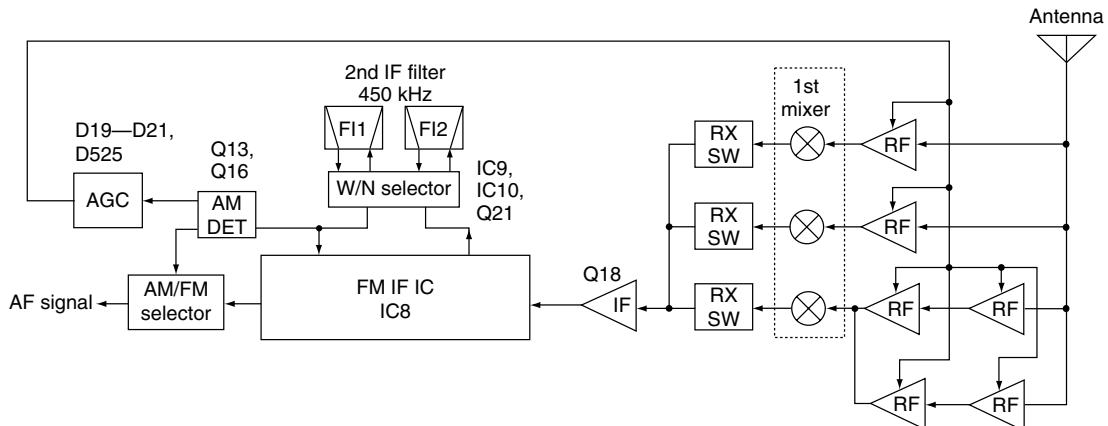 Antenna
2nd IF filter
450 kHz
1st
mixer
FI1
FI2
D19—D21,
D525
Q13,
Q16
RX
SW
RF
W/N selector
IC9,
IC10,
Q21
AGC
AM
DET
RX
SW
RF
Q18
FM IF IC
IC8
AF signal
AM/FM
selector
IF
RX
SW
RF
RF
RF
RF